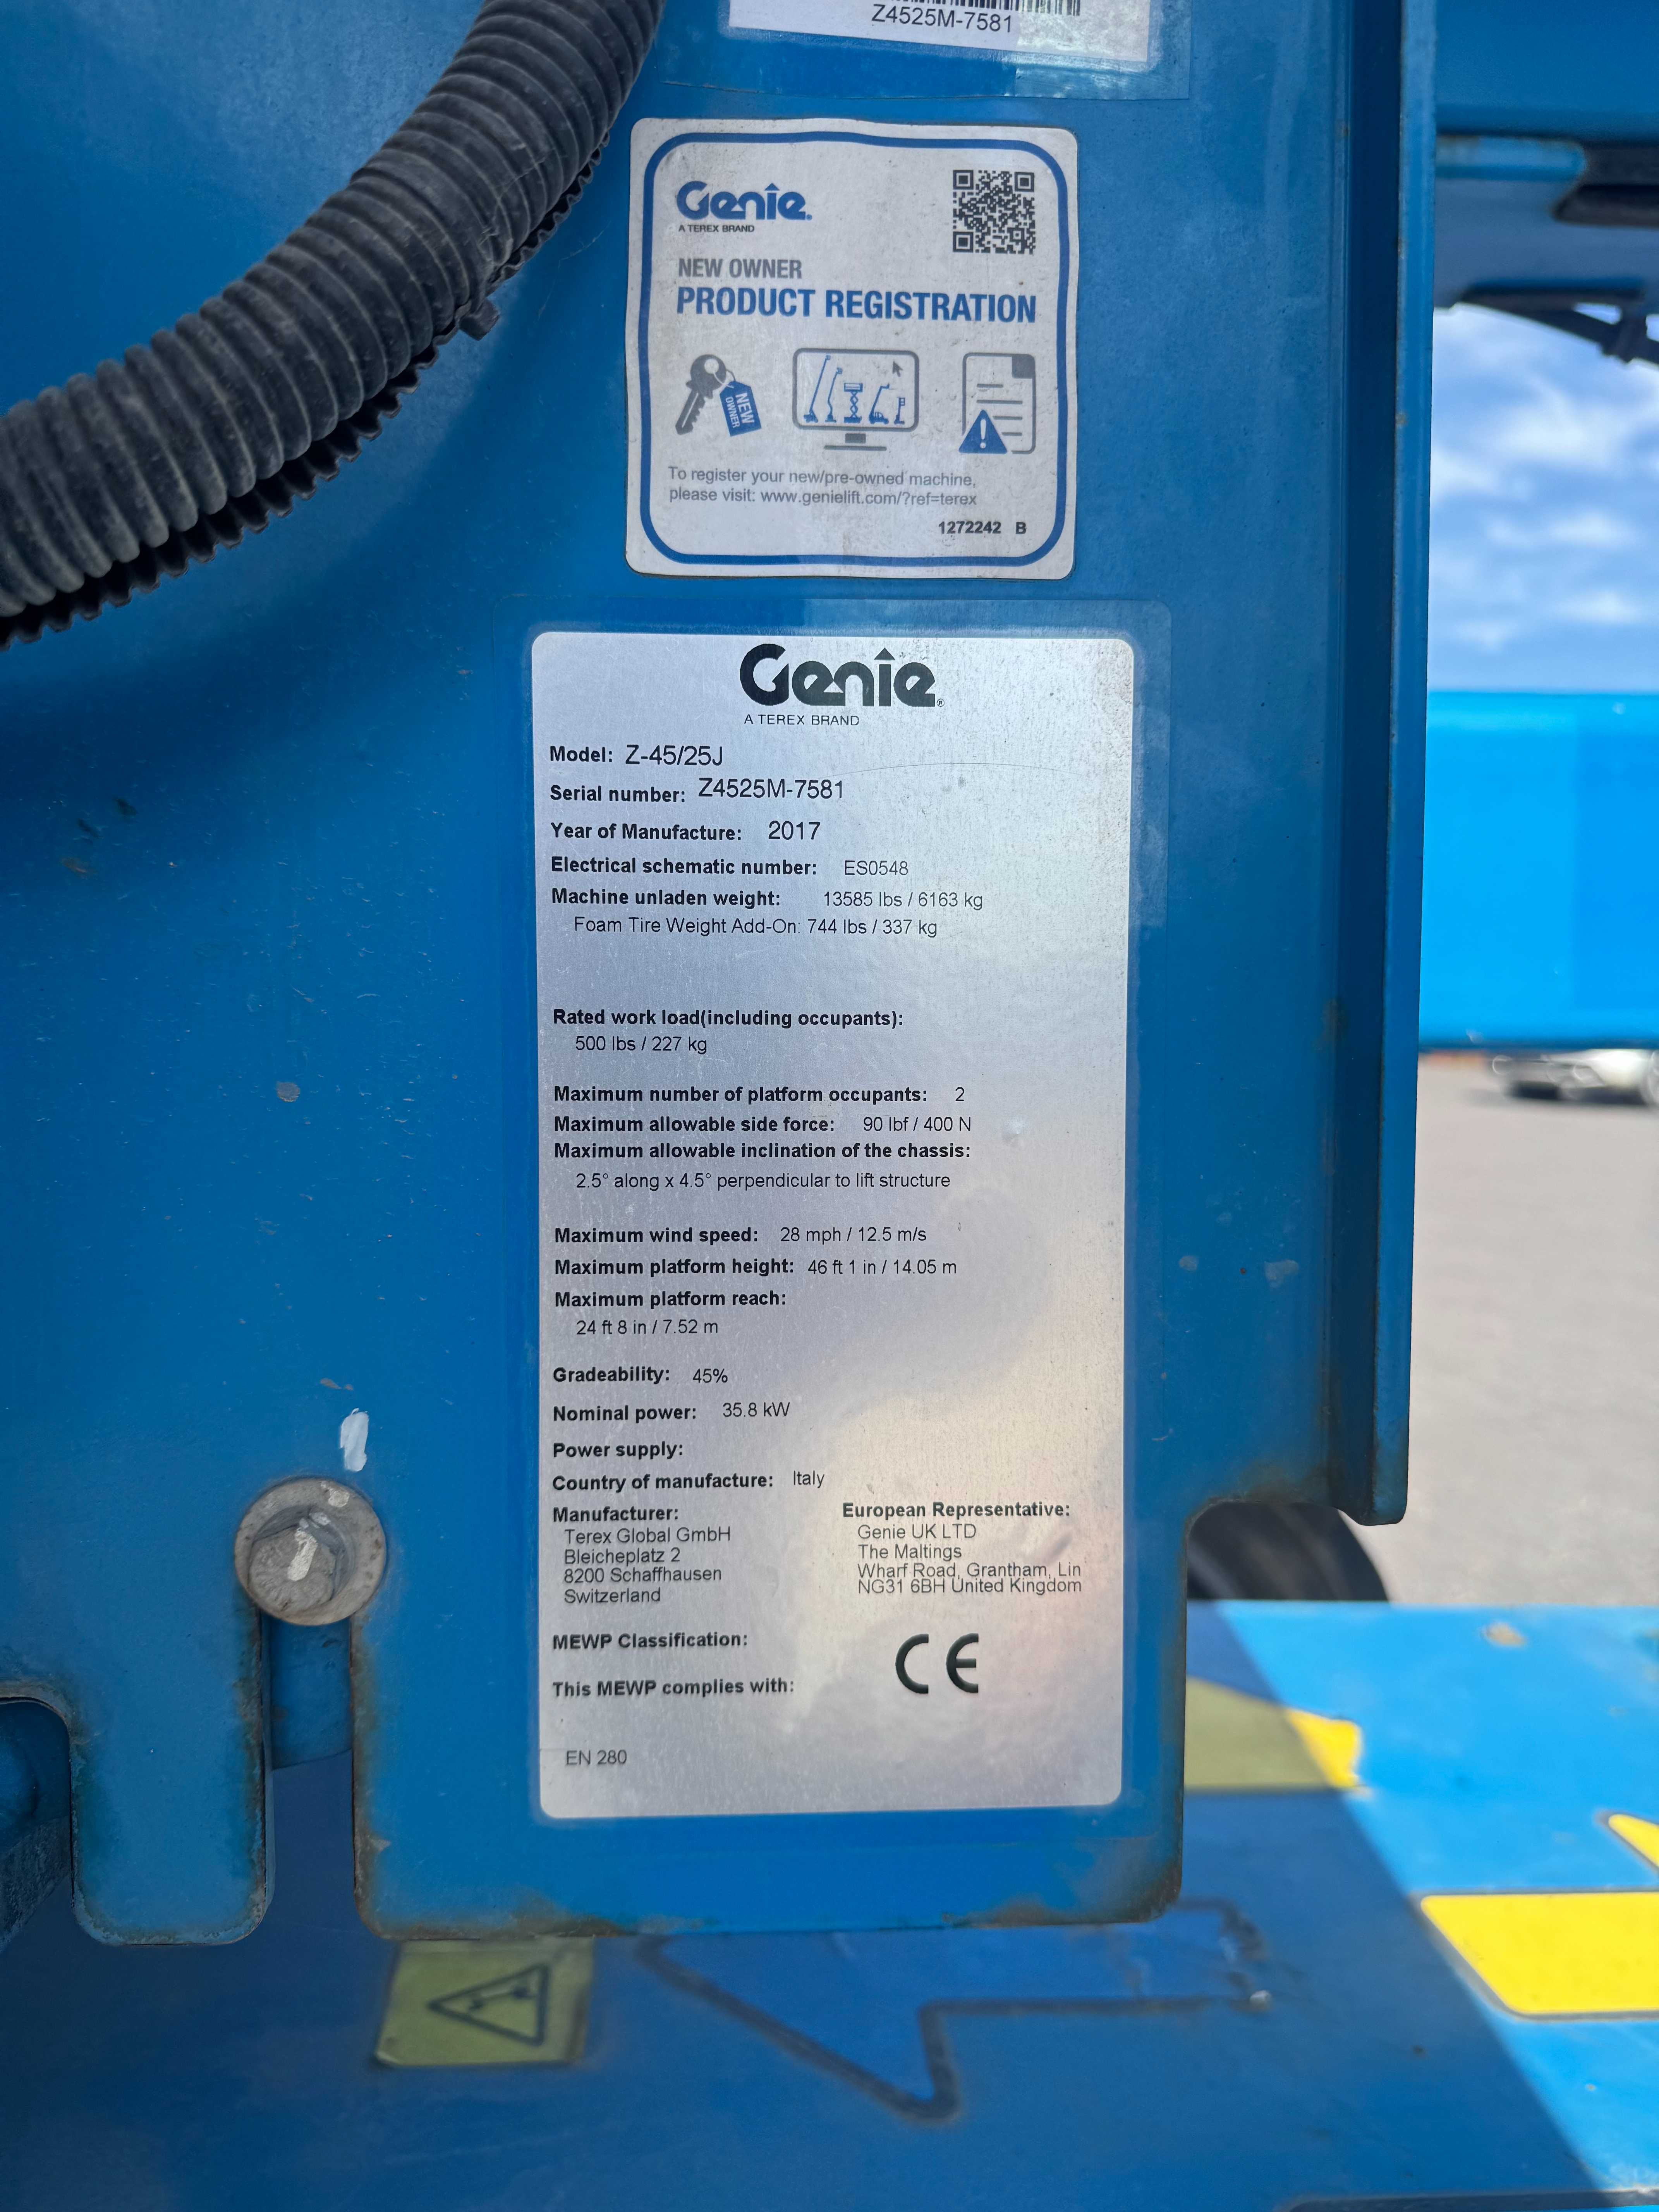 Z4525M-7581
Genie.
A TEREX BRAND
NEW OWNER
PRODUCT REGISTRATION
NEW
OWNER
To register your new/pre-owned machine,
please visit: www.genielift.com/?ref=terex
1272242 B
Genie®
A TEREX BRAND
Model: Z-45/25J
Serial number: Z4525M-7581
Year of Manufacture: 2017
Electrical schematic number: ES0548
Machine unladen weight: 13585 lbs / 6163 kg
Foam Tire Weight Add-On: 744 lbs / 337 kg
Rated work load(including occupants):
500 lbs / 227 kg
Maximum number of platform occupants: 2
Maximum allowable side force: 90 lbf / 400 N
Maximum allowable inclination of the chassis:
2.5° along x 4.5° perpendicular to lift structure
Maximum wind speed: 28 mph / 12.5 m/s
Maximum platform height: 46 ft 1 in / 14.05 m
Maximum platform reach:
24 ft 8 in / 7.52 m
Gradeability: 45%
Nominal power: 35.8 kW
Power supply:
Country of manufacture: Italy
Manufacturer:
Terex Global GmbH
Bleicheplatz 2
8200 Schaffhausen
Switzerland
European Representative:
Genie UK LTD
The Maltings
Wharf Road, Grantham, Lin
NG31 6BH United Kingdom
MEWP Classification:
This MEWP complies with:
CE
EN 280